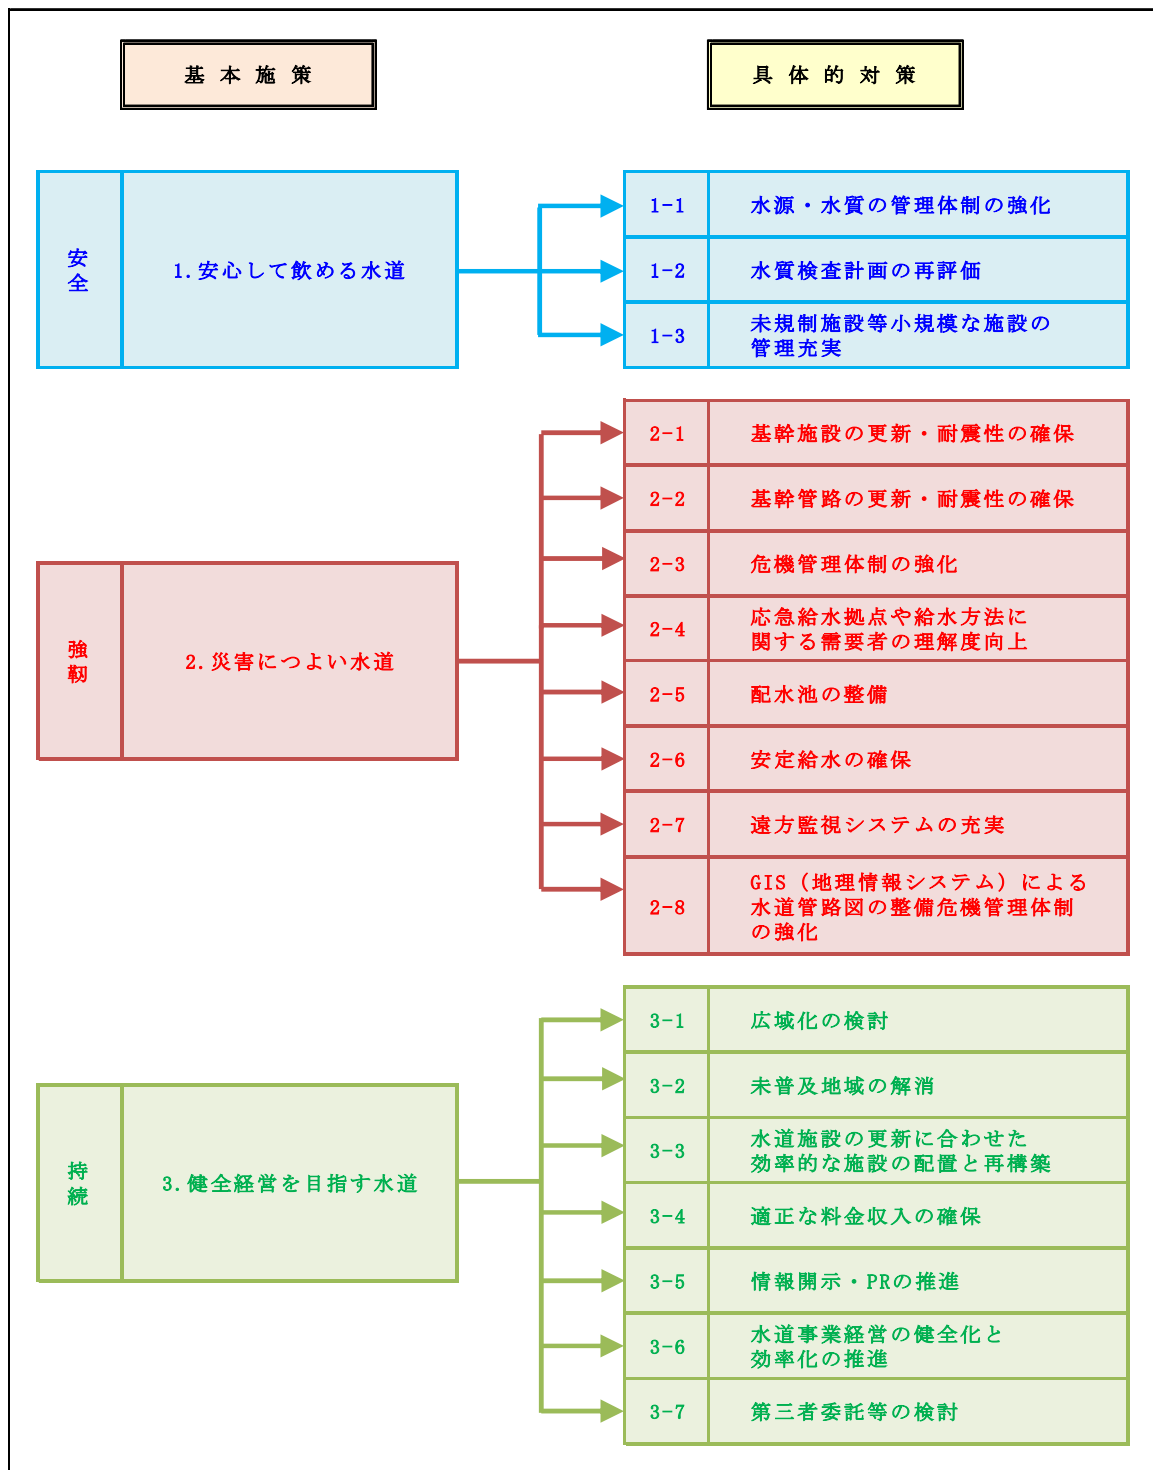 基本施策
具体的対策
安全
1.安心して飲める水道
1-1
水源・水質の管理体制の強化
1-2
水質検査計画の再評価
1-3
未規制施設等小規模な施設の
管理充実
強靭
2.災害につよい水道
2-1
基幹施設の更新・耐震性の確保
2-2
基幹管路の更新・耐震性の確保
2-3
危機管理体制の強化
2-4
応急給水拠点や給水方法に
関する需要者の理解度向上
2-5
配水池の整備
2-6
安定給水の確保
2-7
遠方監視システムの充実
2-8
GIS（地理情報システム）による
水道管路図の整備危機管理体制
の強化
持続
3.健全経営を目指す水道
3-1
広域化の検討
3-2
未普及地域の解消
3-3
水道施設の更新に合わせた
効率的な施設の配置と再構築
3-4
適正な料金収入の確保
3-5
情報開示・PRの推進
3-6
水道事業経営の健全化と
効率化の推進
3-7
第三者委託等の検討